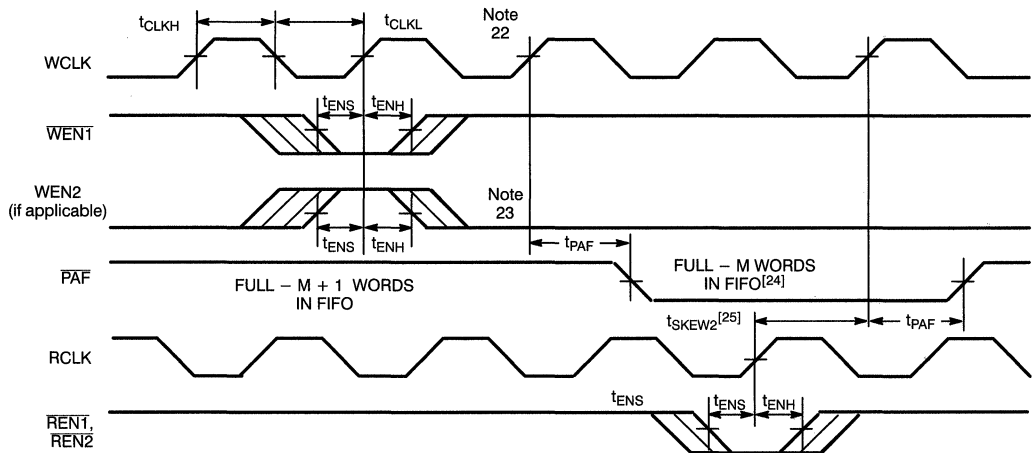 tCLKH
tCLKL
Note
22
WCLK
tENS
tENH
WEN1
WEN2
(if applicable)
Note
23
tENS
tENH
tPAF
PAF
FULL − M + 1 WORDS
IN FIFO
FULL − M WORDS
IN FIFO[24]
tSKEW2[25]
tPAF
RCLK
tENS
tENS
tENH
REN1,
REN2